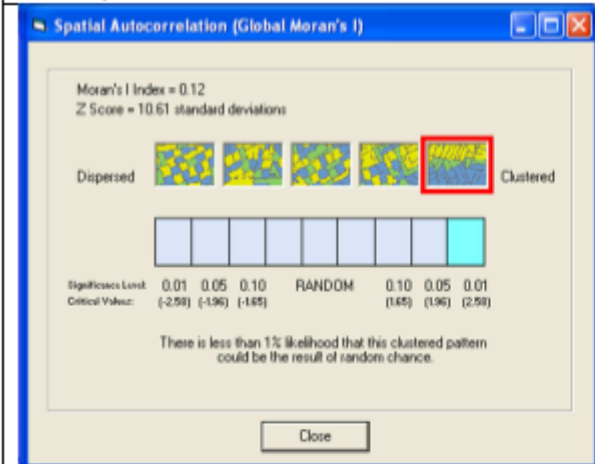 Spatial Autocorrelation (Global Moran's I)
Moran's I Index = 0.12
Z Score = 10.61 standard deviations
Dispersed
Clustered
Significance Level: 0.01 0.05 0.10 RANDOM 0.10 0.05 0.01
Critical Values: (-2.58) (-1.96) (-1.65) (1.65) (1.96) (2.58)
There is less than 1% likelihood that this clustered pattern
could be the result of random chance.
Close